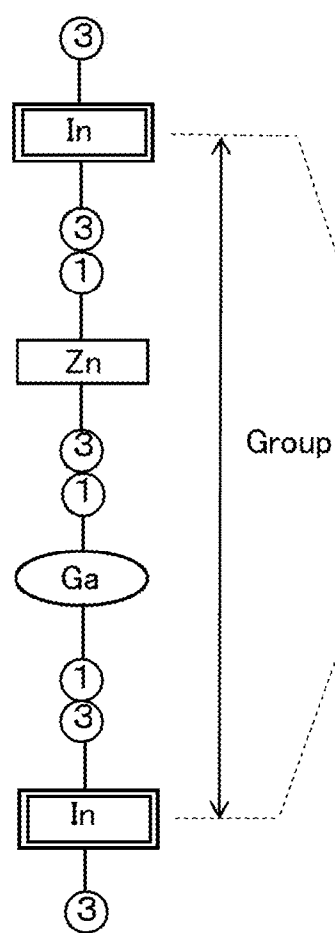 ③
In
③
①
Zn
③
①
Group
Ga
①
③
In
③